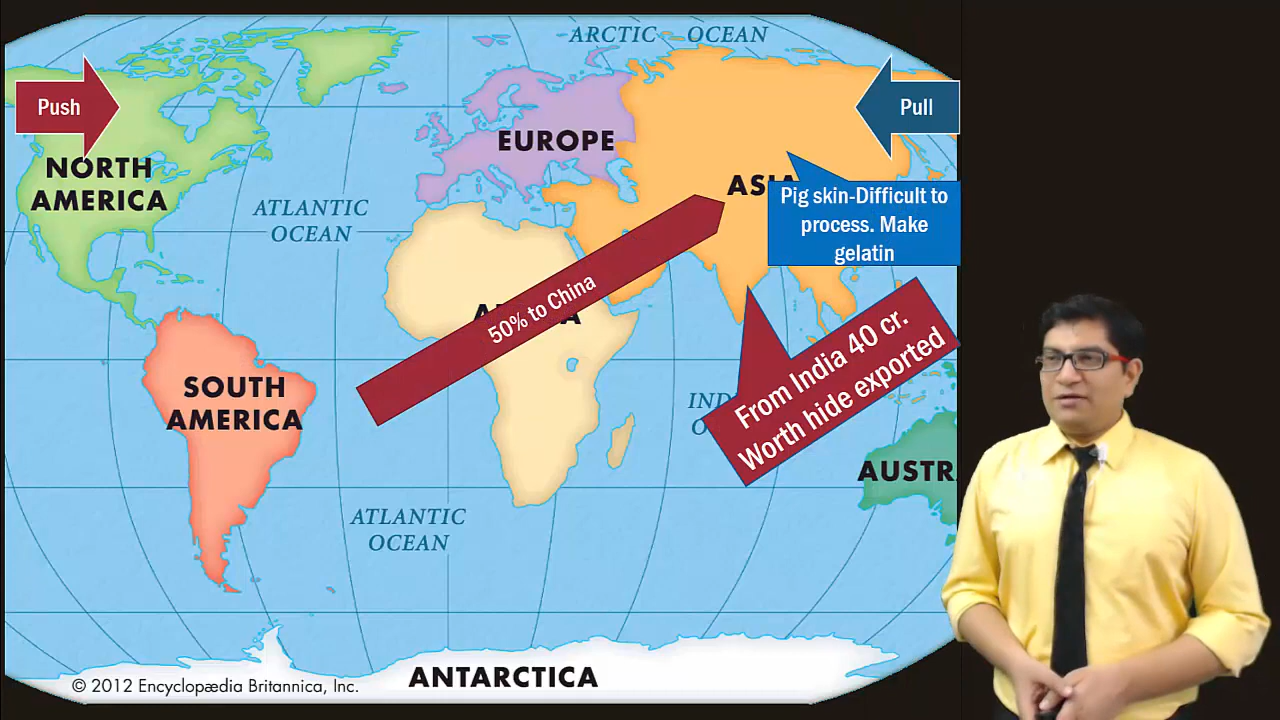 ARCTIC OCEAN
Push
Pull
NORTH
AMERICA
EUROPE
ATLANTIC
OCEAN
Pig skin-Difficult to
process. Make
gelatin
50% to China
From India 40 cr.
Worth hide exported
SOUTH
AMERICA
AUSTR
ATLANTIC
OCEAN
ANTARCTICA
© 2012 Encyclopædia Britannica, Inc.